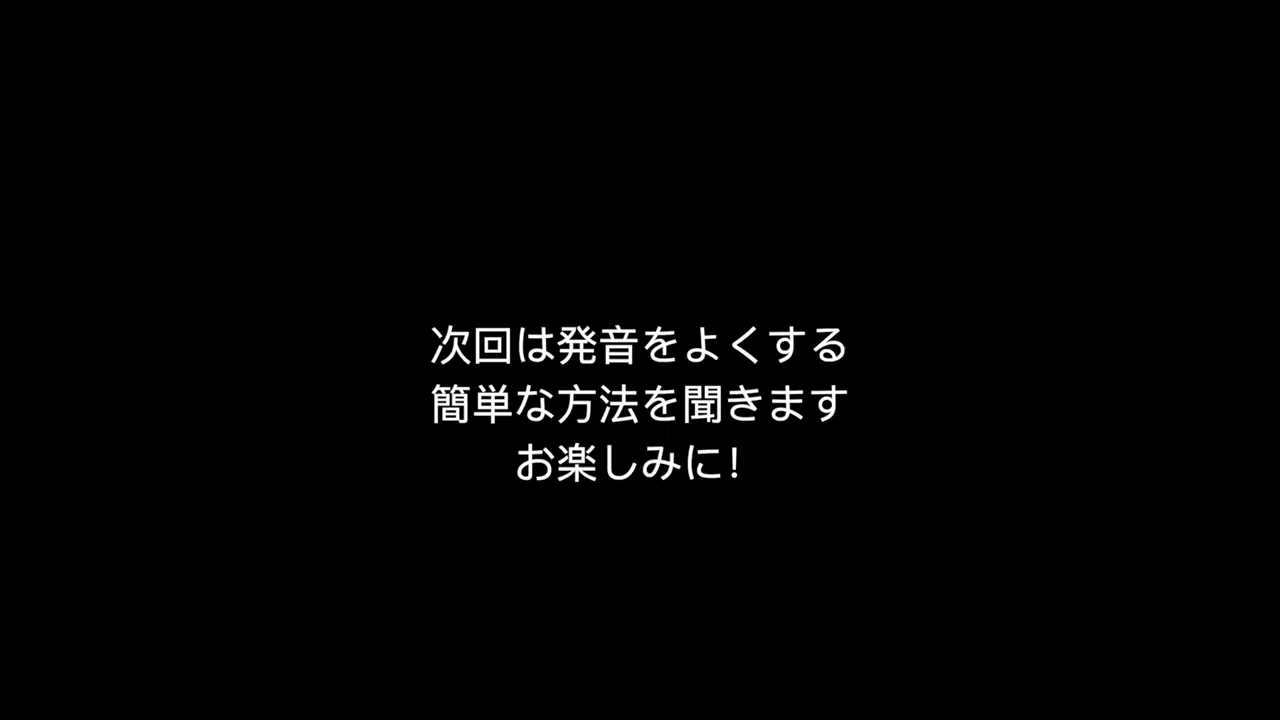 次回は発音をよくする
簡単な方法を聞きます
お楽しみに!